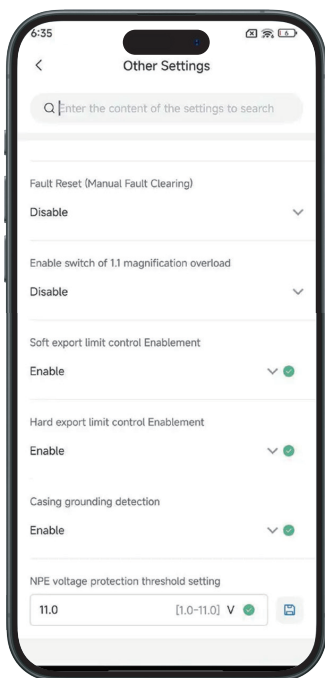 6:35
16
Other Settings
Enter the content of the settings to search
Fault Reset (Manual Fault Clearing)
Disable
Enable switch of 1.1 magnification overload
Disable
Soft export limit control Enablement
Enable
Hard export limit control Enablement
Enable
Casing grounding detection
Enable
NPE voltage protection threshold setting
11.0 [1.0-11.0] V